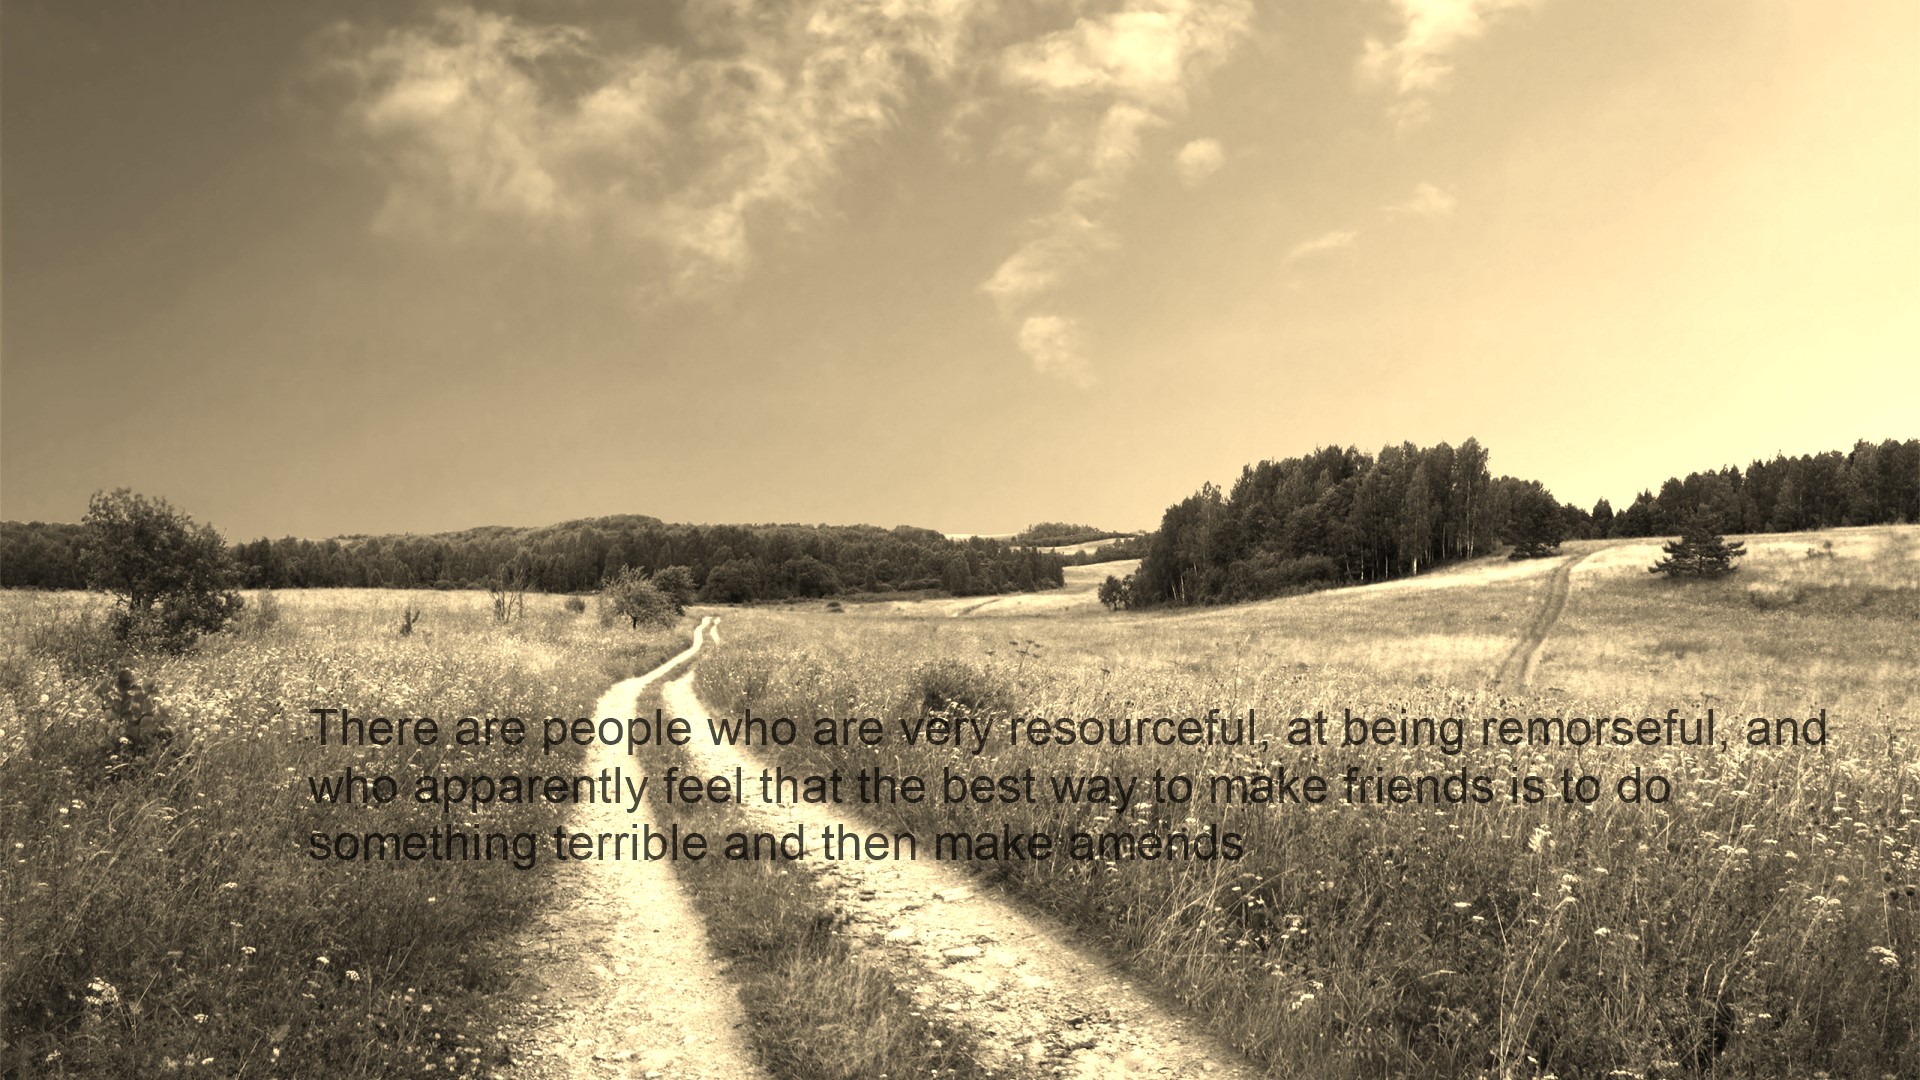 There are people who are very resourceful, at being remorseful, and
who apparently feel that the best way to make friends is to do
something terrible and then make amends